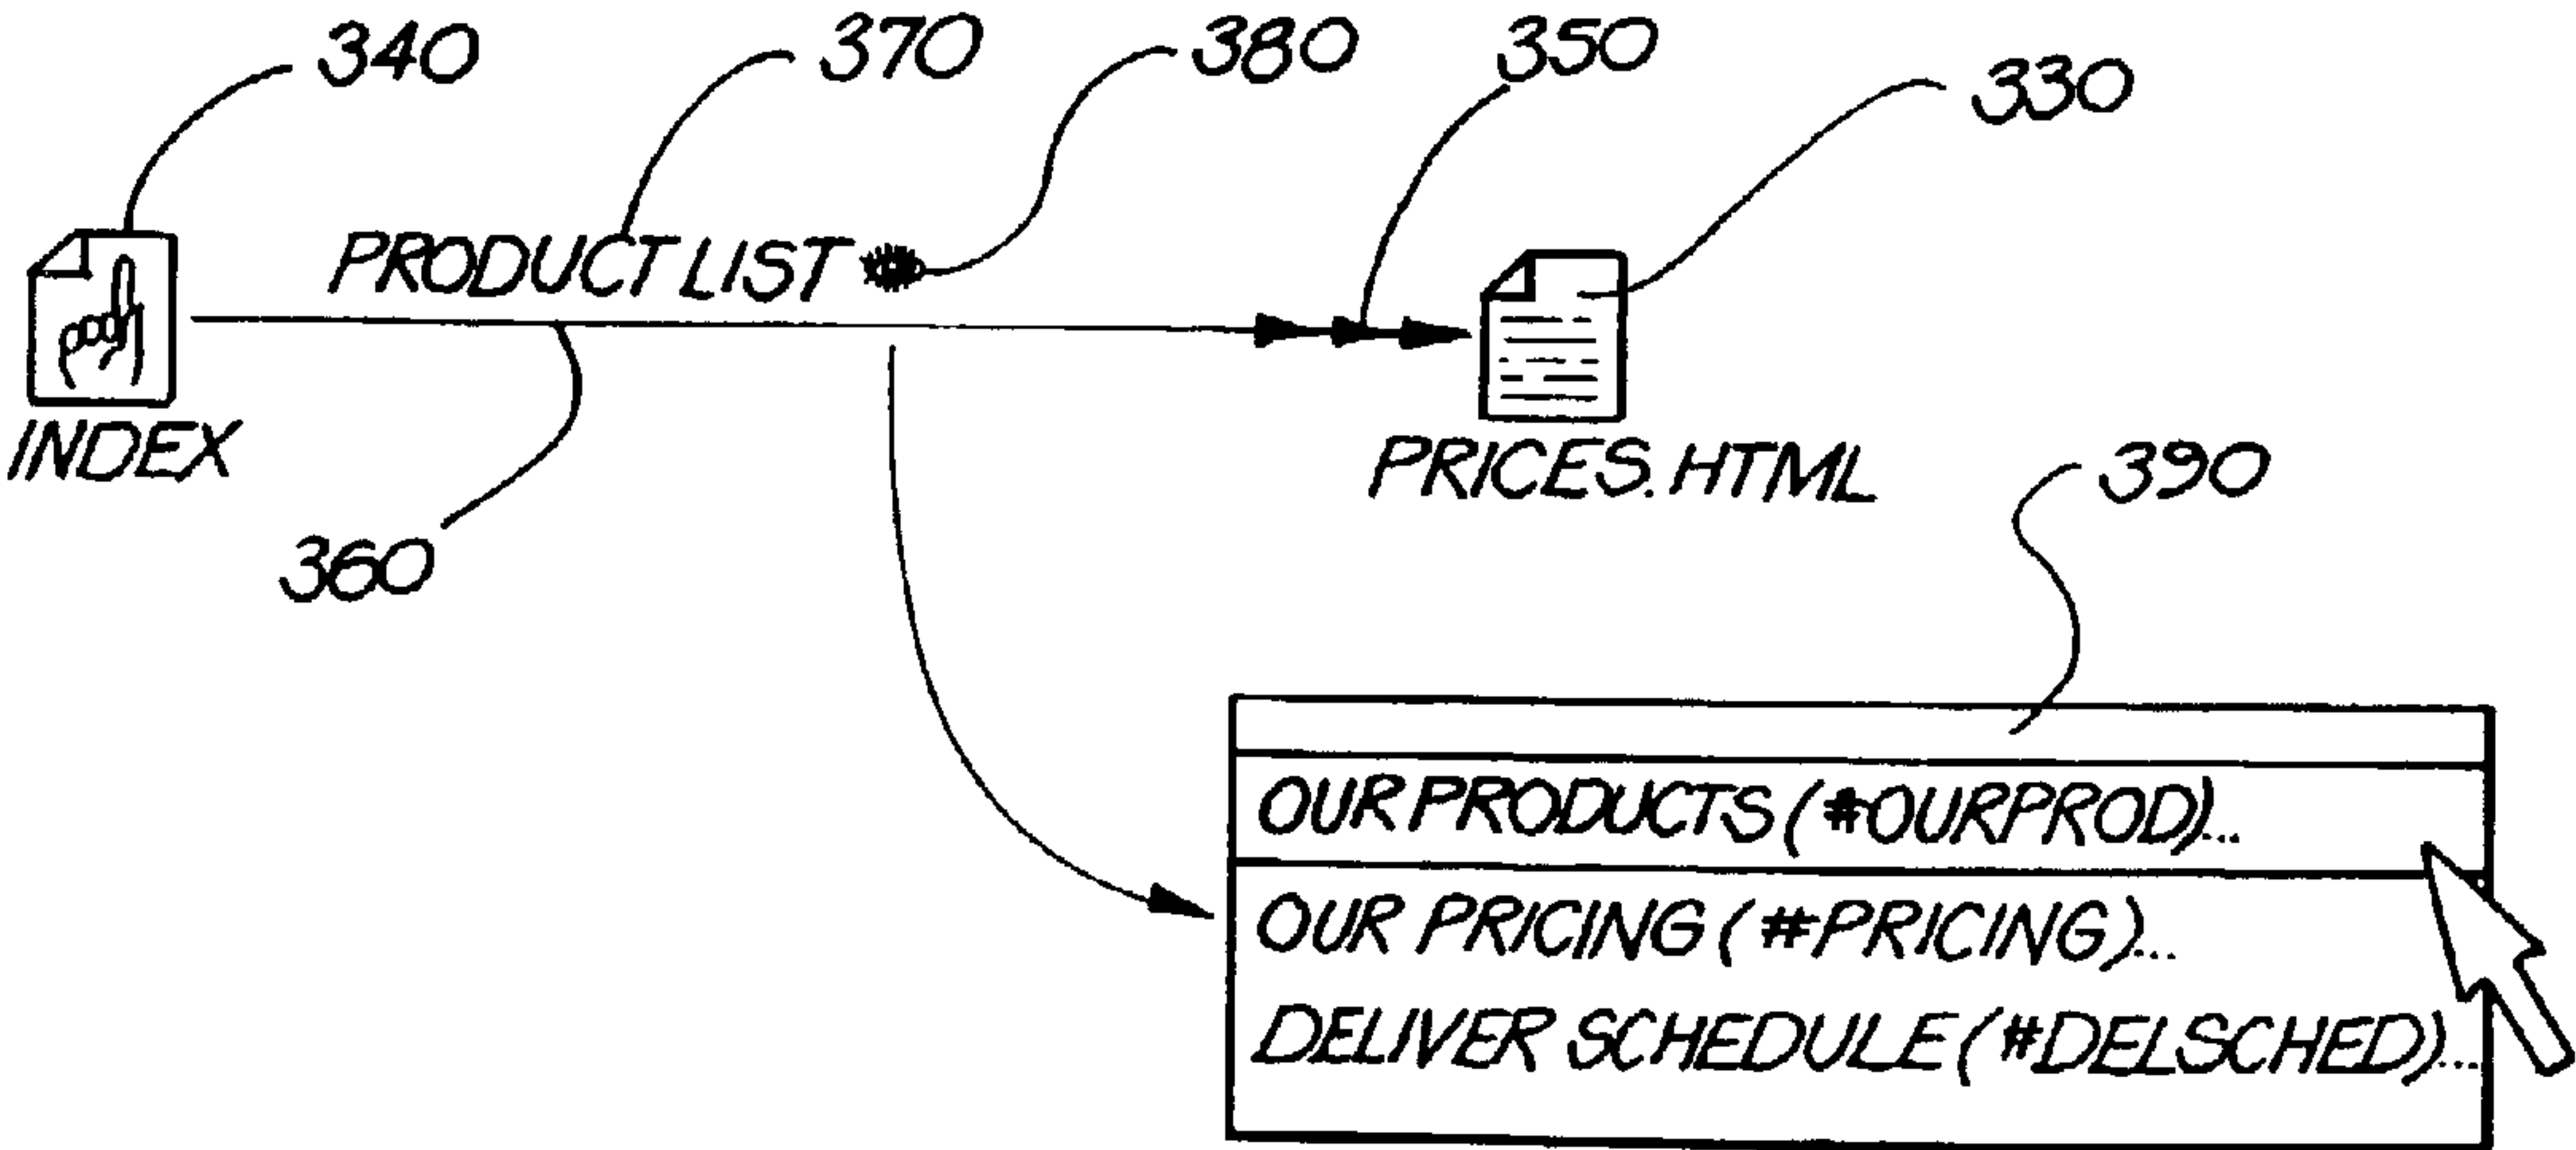 340 370 380 350 330
PRODUCT LIST
INDEX
PRICES.HTML
390
360
OUR PRODUCTS (#OURPROD)...
OUR PRICING (#PRICING)...
DELIVER SCHEDULE (#DELSCHED)...